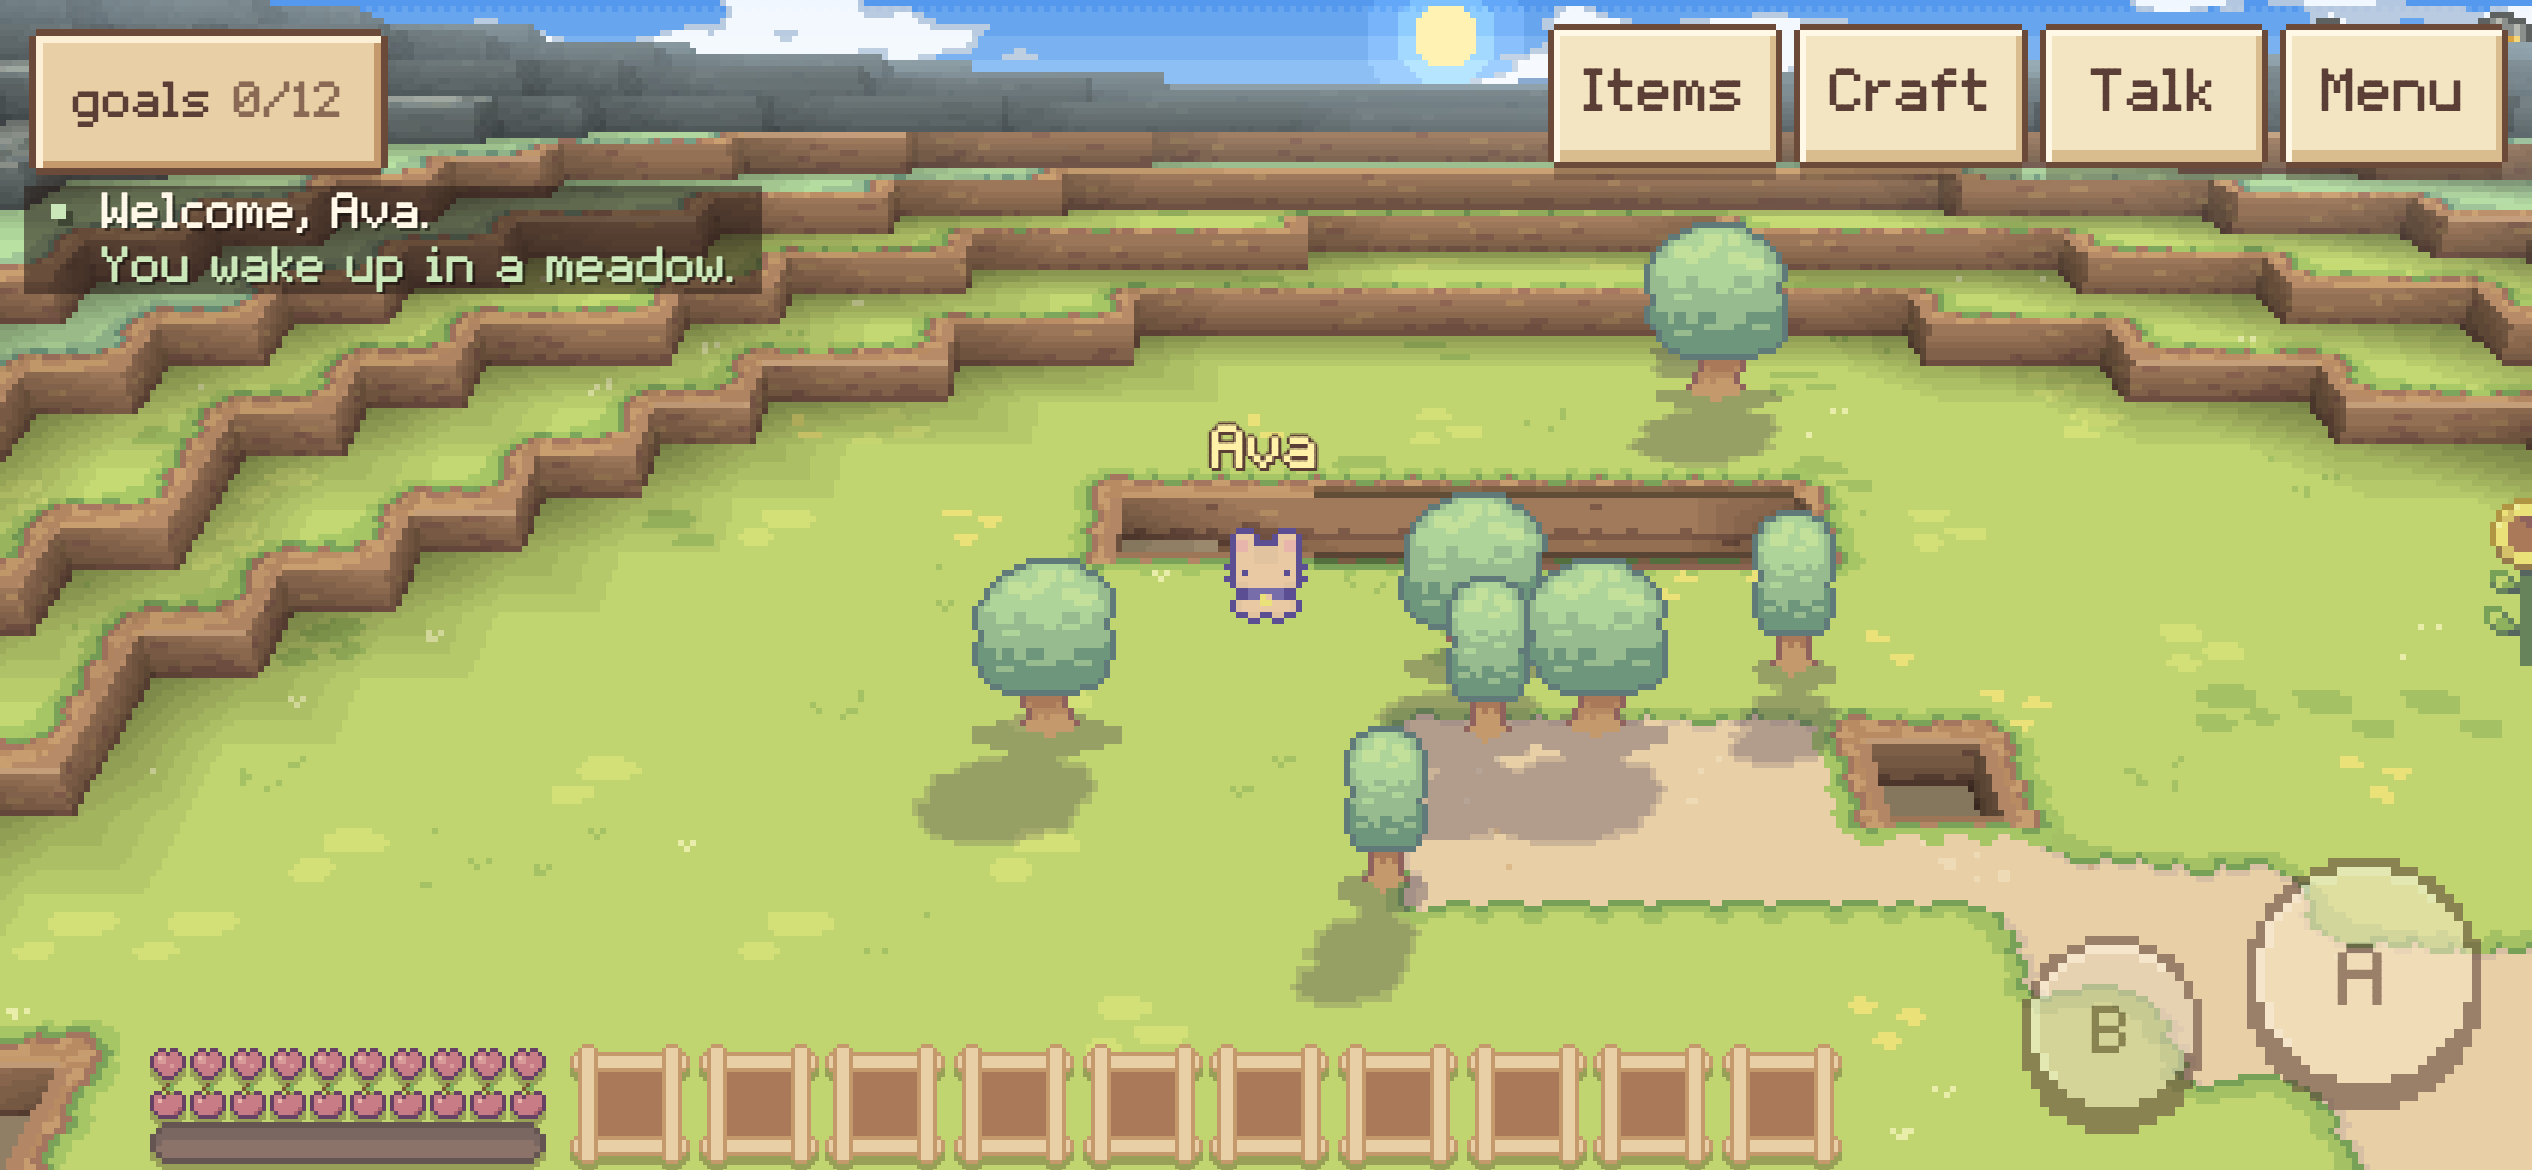 goals 0/12
Items
Craft
Talk
Menu
Welcome, Ava.
You wake up in a meadow.
Ava
A
B